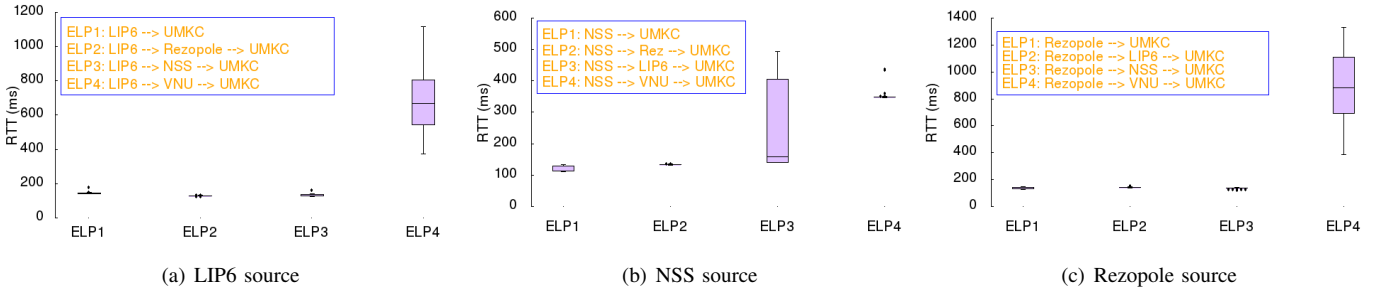 1200
1000
800
600
400
200
0
RTT (ms)
ELP1: LIP6 --> UMKC
ELP2: LIP6 --> Rezopole --> UMKC
ELP3: LIP6 --> NSS --> UMKC
ELP4: LIP6 --> VNU --> UMKC
ELP1 ELP2 ELP3 ELP4
(a) LIP6 source
600
500
400
300
200
100
0
RTT (ms)
ELP1: NSS --> UMKC
ELP2: NSS --> Rez --> UMKC
ELP3: NSS --> LIP6 --> UMKC
ELP4: NSS --> VNU --> UMKC
ELP1 ELP2 ELP3 ELP4
(b) NSS source
1400
1200
1000
800
600
400
200
0
RTT (ms)
ELP1: Rezopole --> UMKC
ELP2: Rezopole --> LIP6 --> UMKC
ELP3: Rezopole --> NSS --> UMKC
ELP4: Rezopole --> VNU --> UMKC
ELP1 ELP2 ELP3 ELP4
(c) Rezopole source